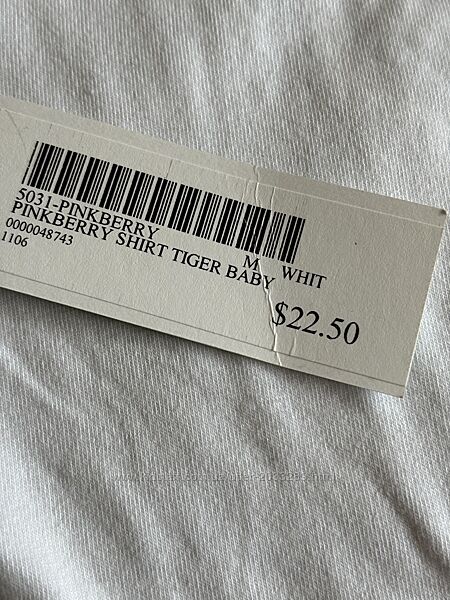 5031-PINKBERRY M WHIT
PINKBERRY SHIRT TIGER BABY
0000048743
1106
$22.50